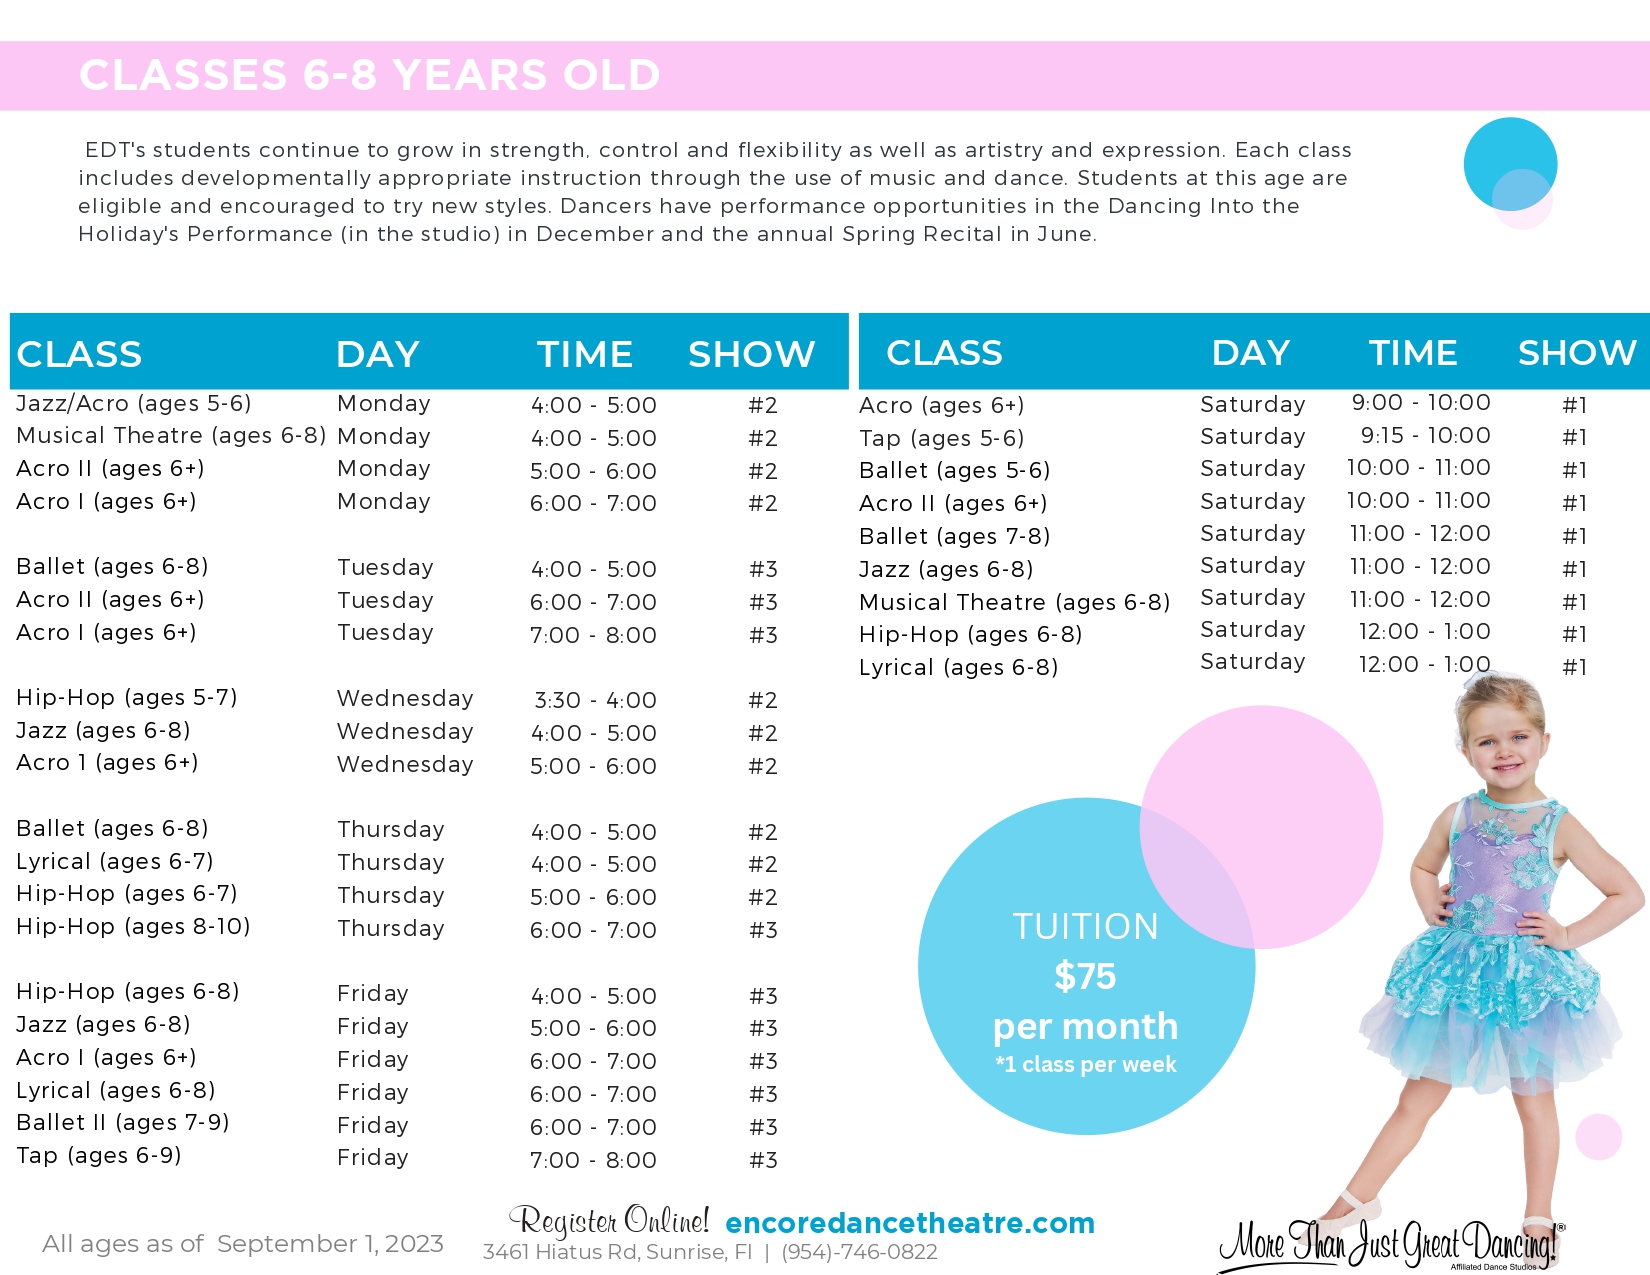 CLASSES 6-8 YEARS OLD
EDT's students continue to grow in strength, control and flexibility as well as artistry and expression. Each class
includes developmentally appropriate instruction through the use of music and dance. Students at this age are
eligible and encouraged to try new styles. Dancers have performance opportunities in the Dancing Into the
Holiday's Performance (in the studio) in December and the annual Spring Recital in June.
CLASS DAY TIME SHOW
Jazz/Acro (ages 5-6) Monday 4:00 - 5:00 #2
Musical Theatre (ages 6-8) Monday 4:00 - 5:00 #2
Acro II (ages 6+) Monday 5:00 - 6:00 #2
Acro I (ages 6+) Monday 6:00 - 7:00 #2
Ballet (ages 6-8) Tuesday 4:00 - 5:00 #3
Acro II (ages 6+) Tuesday 6:00 - 7:00 #3
Acro I (ages 6+) Tuesday 7:00 - 8:00 #3
Hip-Hop (ages 5-7) Wednesday 3:30 - 4:00 #2
Jazz (ages 6-8) Wednesday 4:00 - 5:00 #2
Acro 1 (ages 6+) Wednesday 5:00 - 6:00 #2
Ballet (ages 6-8) Thursday 4:00 - 5:00 #2
Lyrical (ages 6-7) Thursday 4:00 - 5:00 #2
Hip-Hop (ages 6-7) Thursday 5:00 - 6:00 #2
Hip-Hop (ages 8-10) Thursday 6:00 - 7:00 #3
Hip-Hop (ages 6-8) Friday 4:00 - 5:00 #3
Jazz (ages 6-8) Friday 5:00 - 6:00 #3
Acro I (ages 6+) Friday 6:00 - 7:00 #3
Lyrical (ages 6-8) Friday 6:00 - 7:00 #3
Ballet II (ages 7-9) Friday 6:00 - 7:00 #3
Tap (ages 6-9) Friday 7:00 - 8:00 #3
CLASS DAY TIME SHOW
Acro (ages 6+) Saturday 9:00 - 10:00 #1
Tap (ages 5-6) Saturday 9:15 - 10:00 #1
Ballet (ages 5-6) Saturday 10:00 - 11:00 #1
Acro II (ages 6+) Saturday 10:00 - 11:00 #1
Ballet (ages 7-8) Saturday 11:00 - 12:00 #1
Jazz (ages 6-8) Saturday 11:00 - 12:00 #1
Musical Theatre (ages 6-8) Saturday 11:00 - 12:00 #1
Hip-Hop (ages 6-8) Saturday 12:00 - 1:00 #1
Lyrical (ages 6-8) Saturday 12:00 - 1:00 #1
TUITION
$75
per month
*1 class per week
Register Online! encoredancetheatre.com
All ages as of September 1, 2023
3461 Hiatus Rd, Sunrise, Fl | (954)-746-0822
More Than Just Great Dancing!®
Affiliated Dance Studios